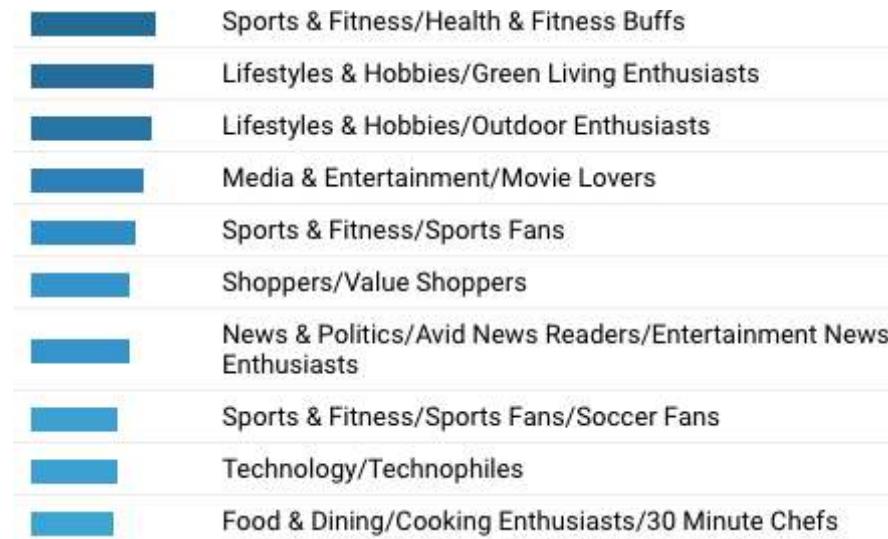 Sports & Fitness/Health & Fitness Buffs
Lifestyles & Hobbies/Green Living Enthusiasts
Lifestyles & Hobbies/Outdoor Enthusiasts
Media & Entertainment/Movie Lovers
Sports & Fitness/Sports Fans
Shoppers/Value Shoppers
News & Politics/Avid News Readers/Entertainment News
Enthusiasts
Sports & Fitness/Sports Fans/Soccer Fans
Technology/Technophiles
Food & Dining/Cooking Enthusiasts/30 Minute Chefs